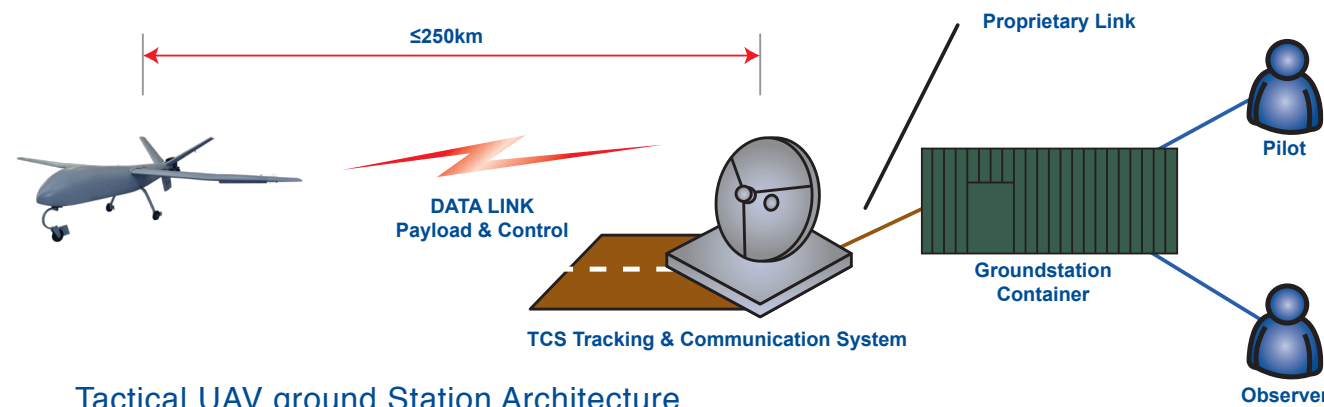 ≤250km
Proprietary Link
Pilot
DATA LINK
Payload & Control
Groundstation
Container
TCS Tracking & Communication System
Observer
Tactical UAV ground Station Architecture